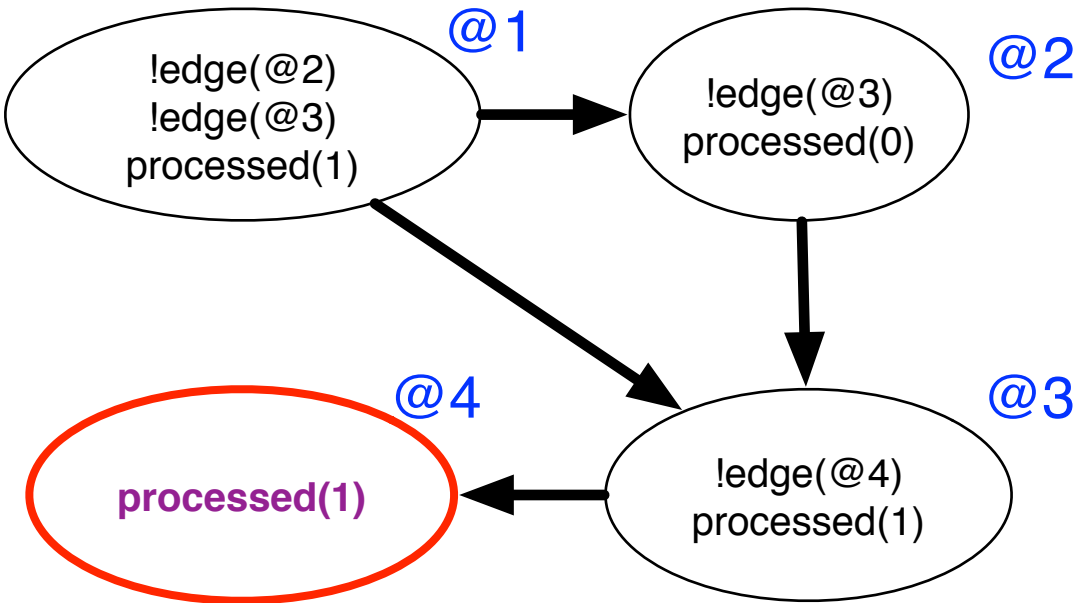 @1
!edge(@2)
!edge(@3)
processed(1)
@2
!edge(@3)
processed(0)
@4
processed(1)
@3
!edge(@4)
processed(1)